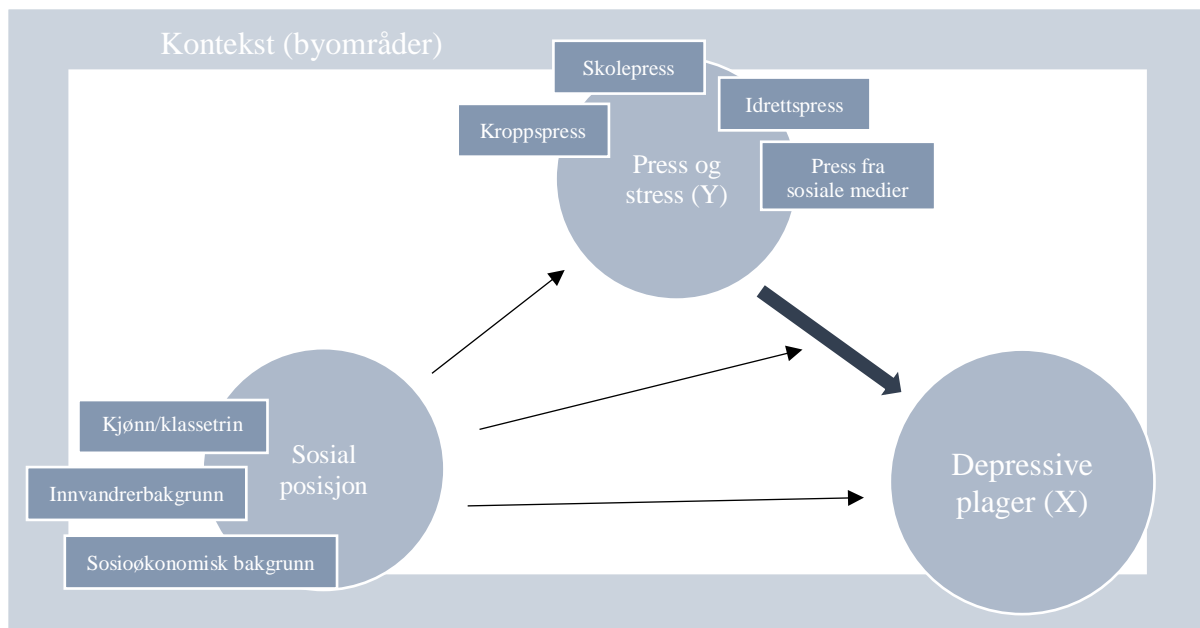 Kontekst (byområder)
Skolepress
Idrettspress
Kroppspress
Press og
stress (Y)
Press fra
sosiale medier
Kjønn/klassetrin
Sosial
posisjon
Innvandrerbakgrunn
Sosioøkonomisk bakgrunn
Depressive
plager (X)